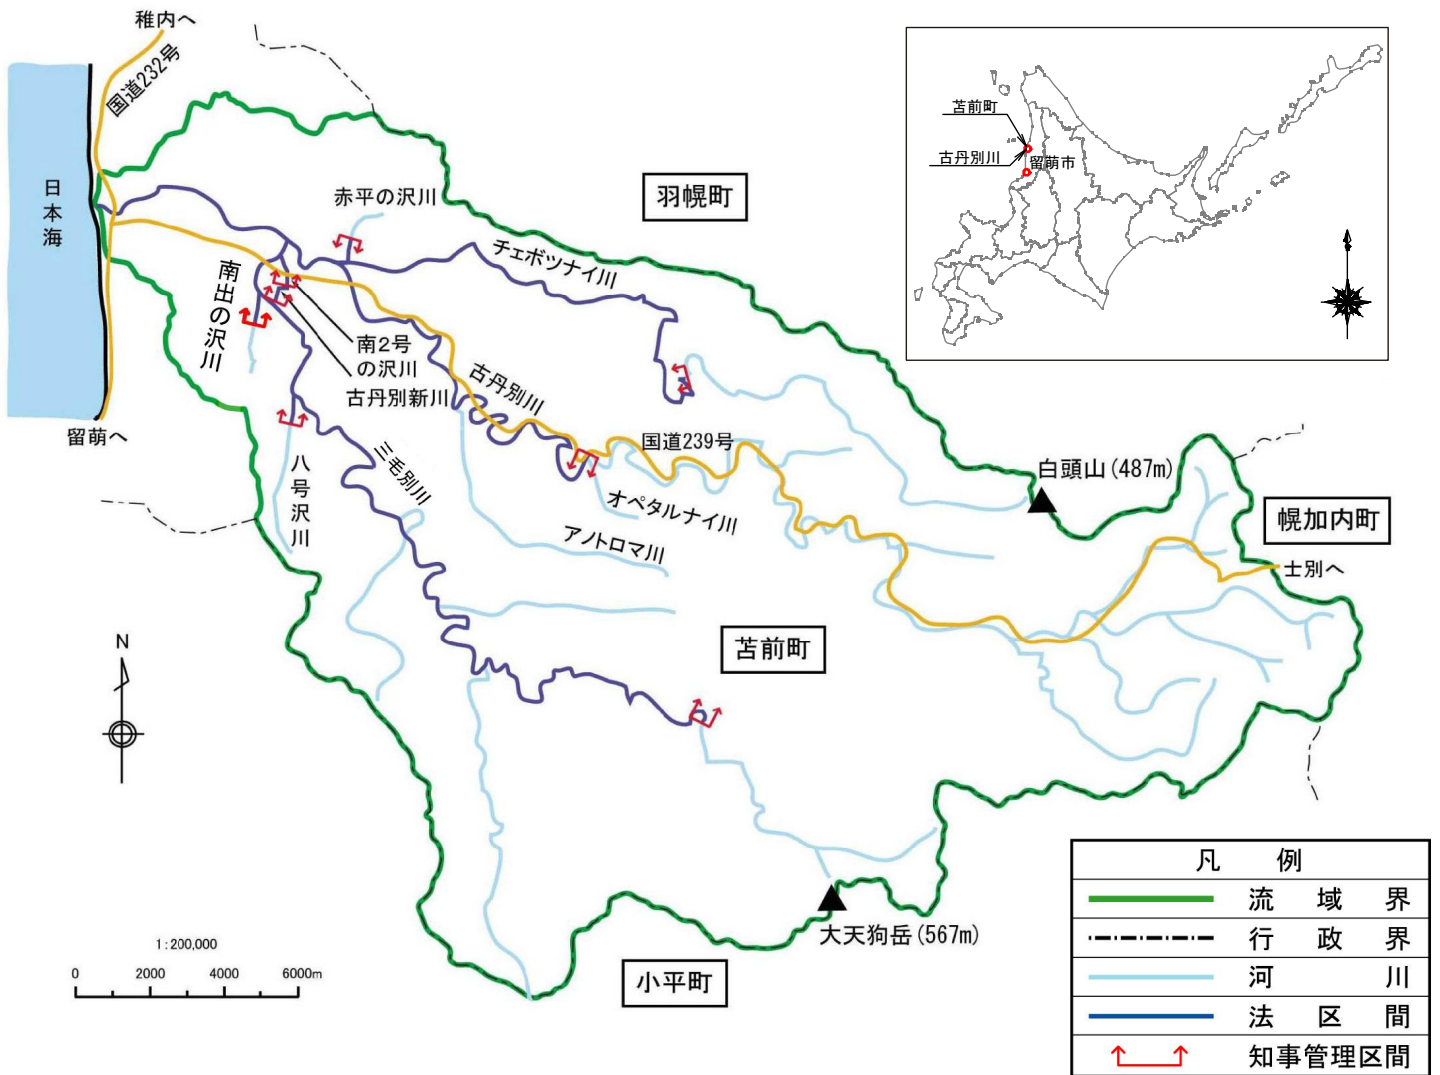 稚内へ
国道232号
日本海
留萌へ
赤平の沢川
羽幌町
チェボツナイ川
南出の沢川
南2号
の沢川
古丹別新川
古丹別川
国道239号
八号沢川
三毛別川
オペタルナイ川
アノトロマ川
白頭山(487m)
幌加内町
士別へ
苫前町
大天狗岳(567m)
小平町
N
1:200,000
0 2000 4000 6000m
苫前町
古丹別川
留萌市
凡例
流域界
行政界
河川
法区間
知事管理区間